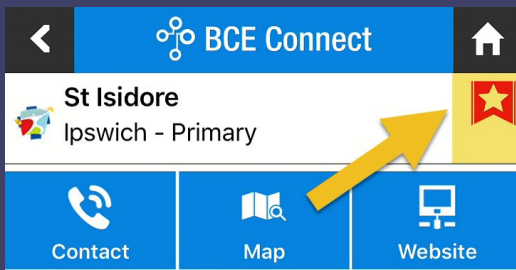 BCE Connect
St Isidore
Ipswich - Primary
Contact
Map
Website